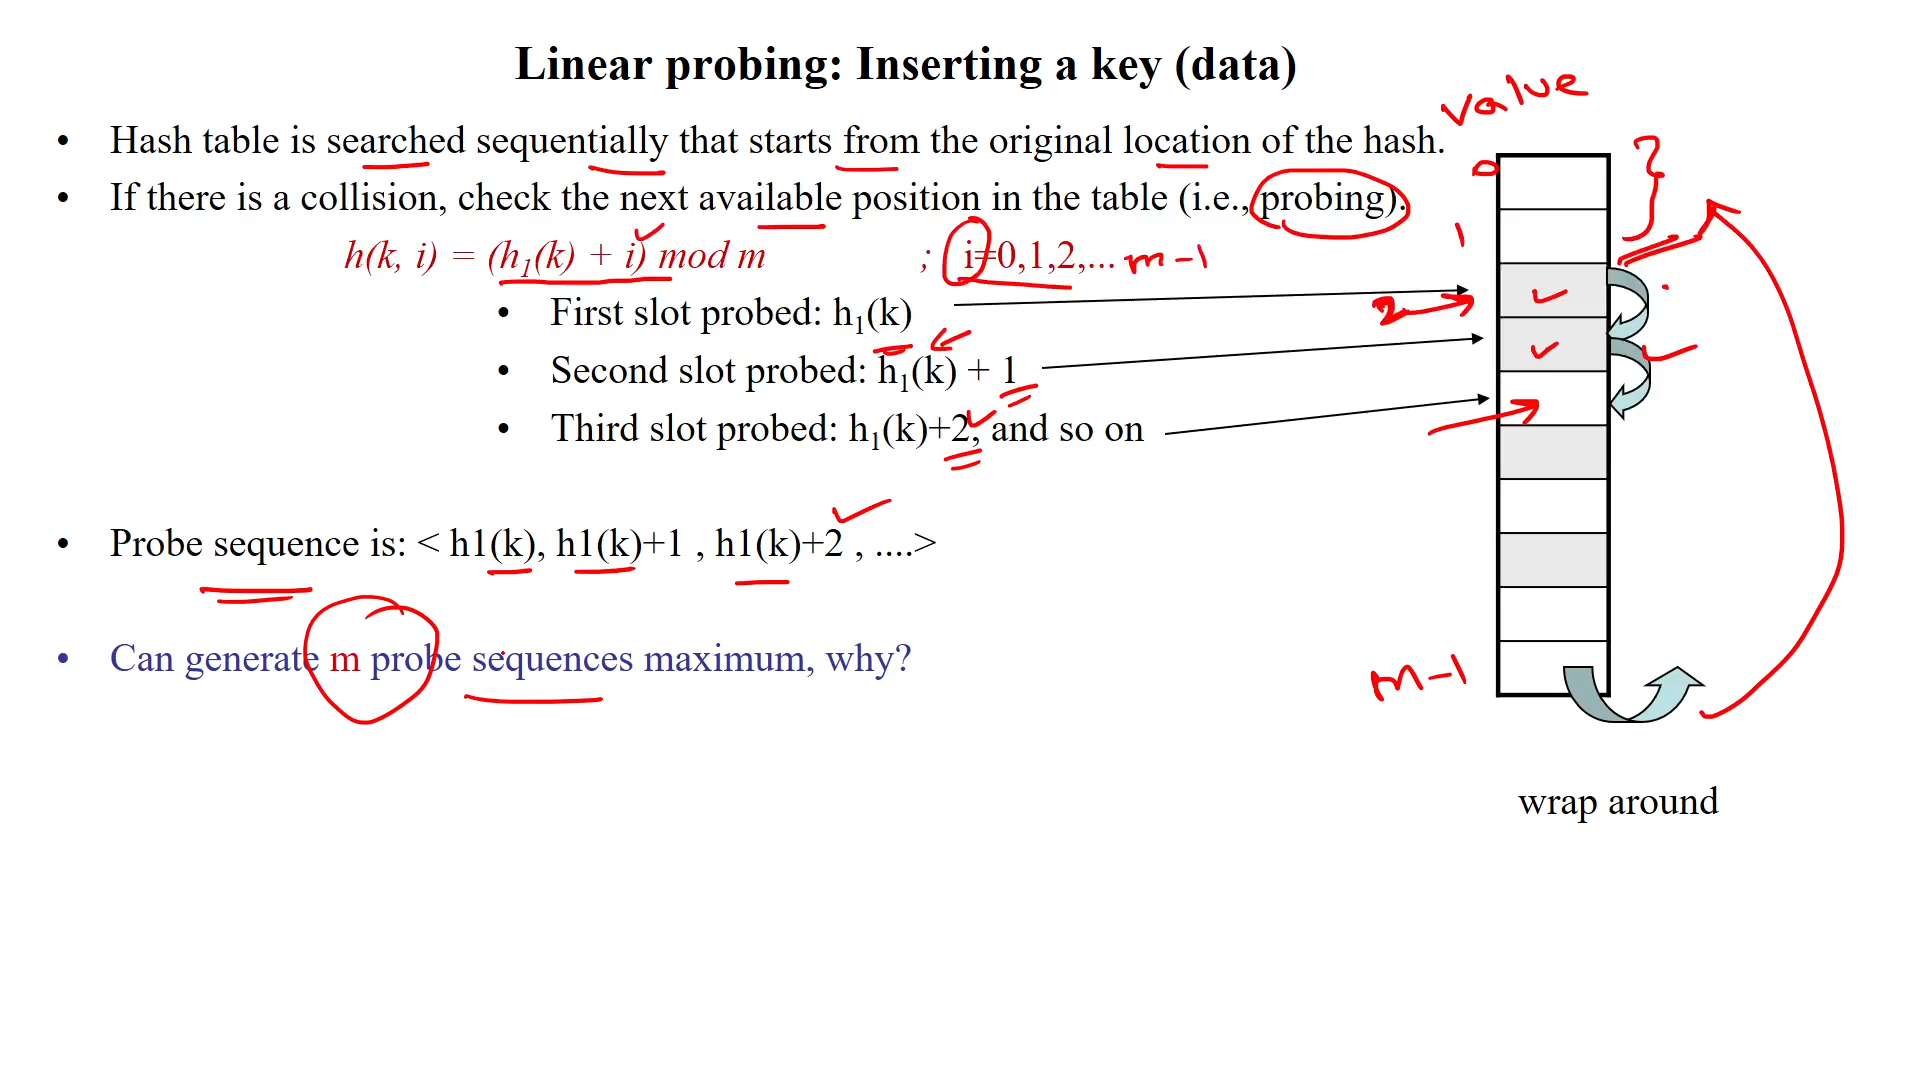 Linear probing: Inserting a key (data)
value
• Hash table is searched sequentially that starts from the original location of the hash.
0
• If there is a collision, check the next available position in the table (i.e., probing).
1
h(k, i) = (h₁(k) + i) mod m ; i=0,1,2,... m-1
• First slot probed: h₁(k)
2
• Second slot probed: h₁(k) + 1
• Third slot probed: h₁(k)+2, and so on
• Probe sequence is: < h1(k), h1(k)+1 , h1(k)+2 , ....>
• Can generate m probe sequences maximum, why?
m-1
wrap around